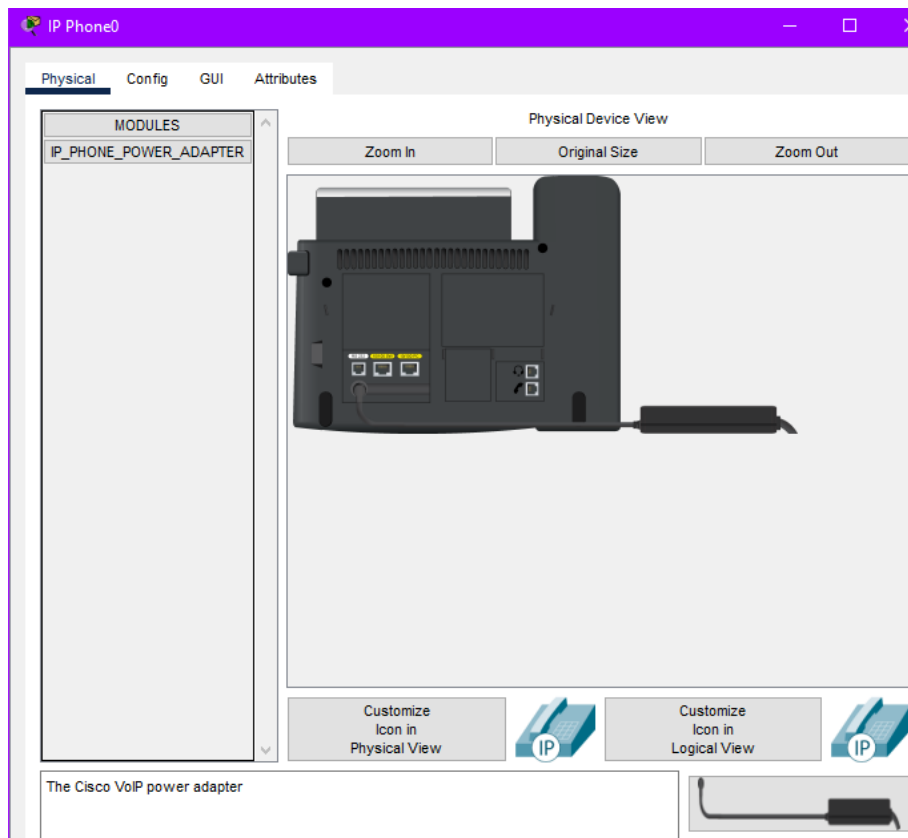 IP Phone0
Physical Config GUI Attributes
MODULES
IP_PHONE_POWER_ADAPTER
Physical Device View
Zoom In Original Size Zoom Out
Customize
Icon in
Physical View
IP
Customize
Icon in
Logical View
IP
The Cisco VoIP power adapter